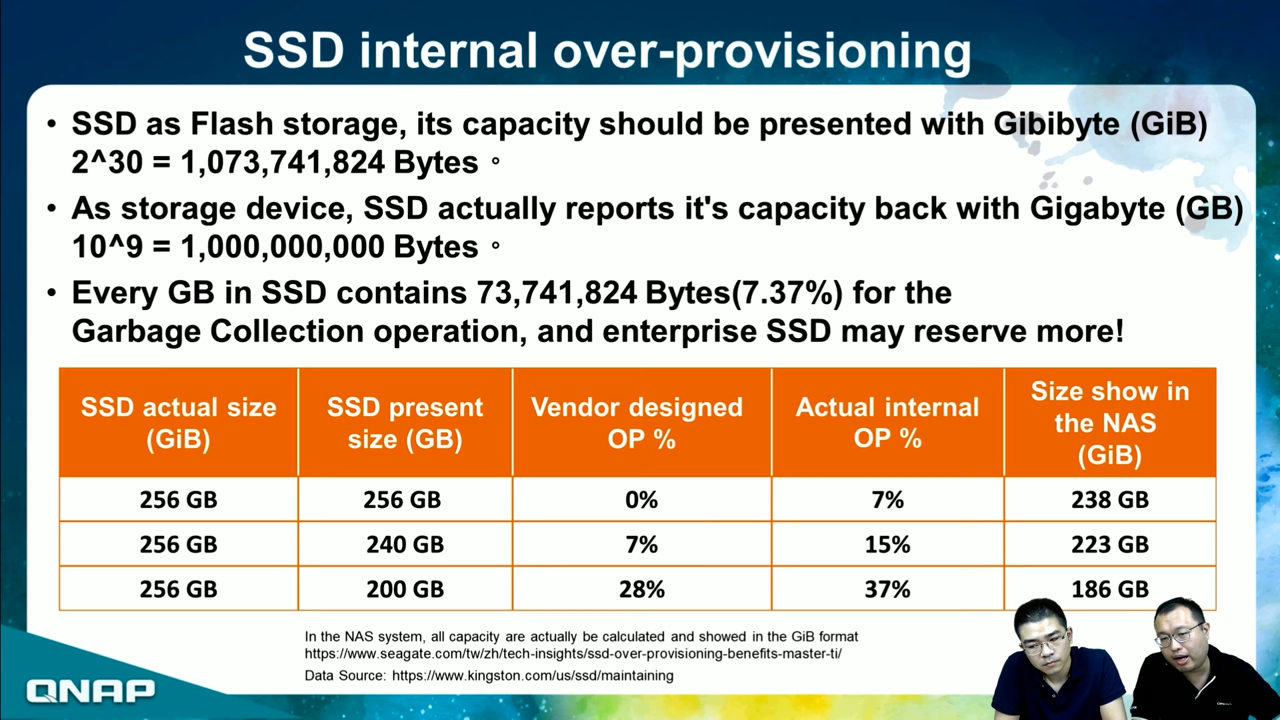 SSD internal over-provisioning
• SSD as Flash storage, its capacity should be presented with Gibibyte (GiB)
2^30 = 1,073,741,824 Bytes。
• As storage device, SSD actually reports it's capacity back with Gigabyte (GB)
10^9 = 1,000,000,000 Bytes。
• Every GB in SSD contains 73,741,824 Bytes(7.37%) for the
Garbage Collection operation, and enterprise SSD may reserve more!
SSD actual size (GiB) SSD present size (GB) Vendor designed OP % Actual internal OP % Size show in the NAS (GiB)
256 GB 256 GB 0% 7% 238 GB
256 GB 240 GB 7% 15% 223 GB
256 GB 200 GB 28% 37% 186 GB
In the NAS system, all capacity are actually be calculated and showed in the GiB format
https://www.seagate.com/tw/zh/tech-insights/ssd-over-provisioning-benefits-master-ti/
Data Source: https://www.kingston.com/us/ssd/maintaining
QNAP